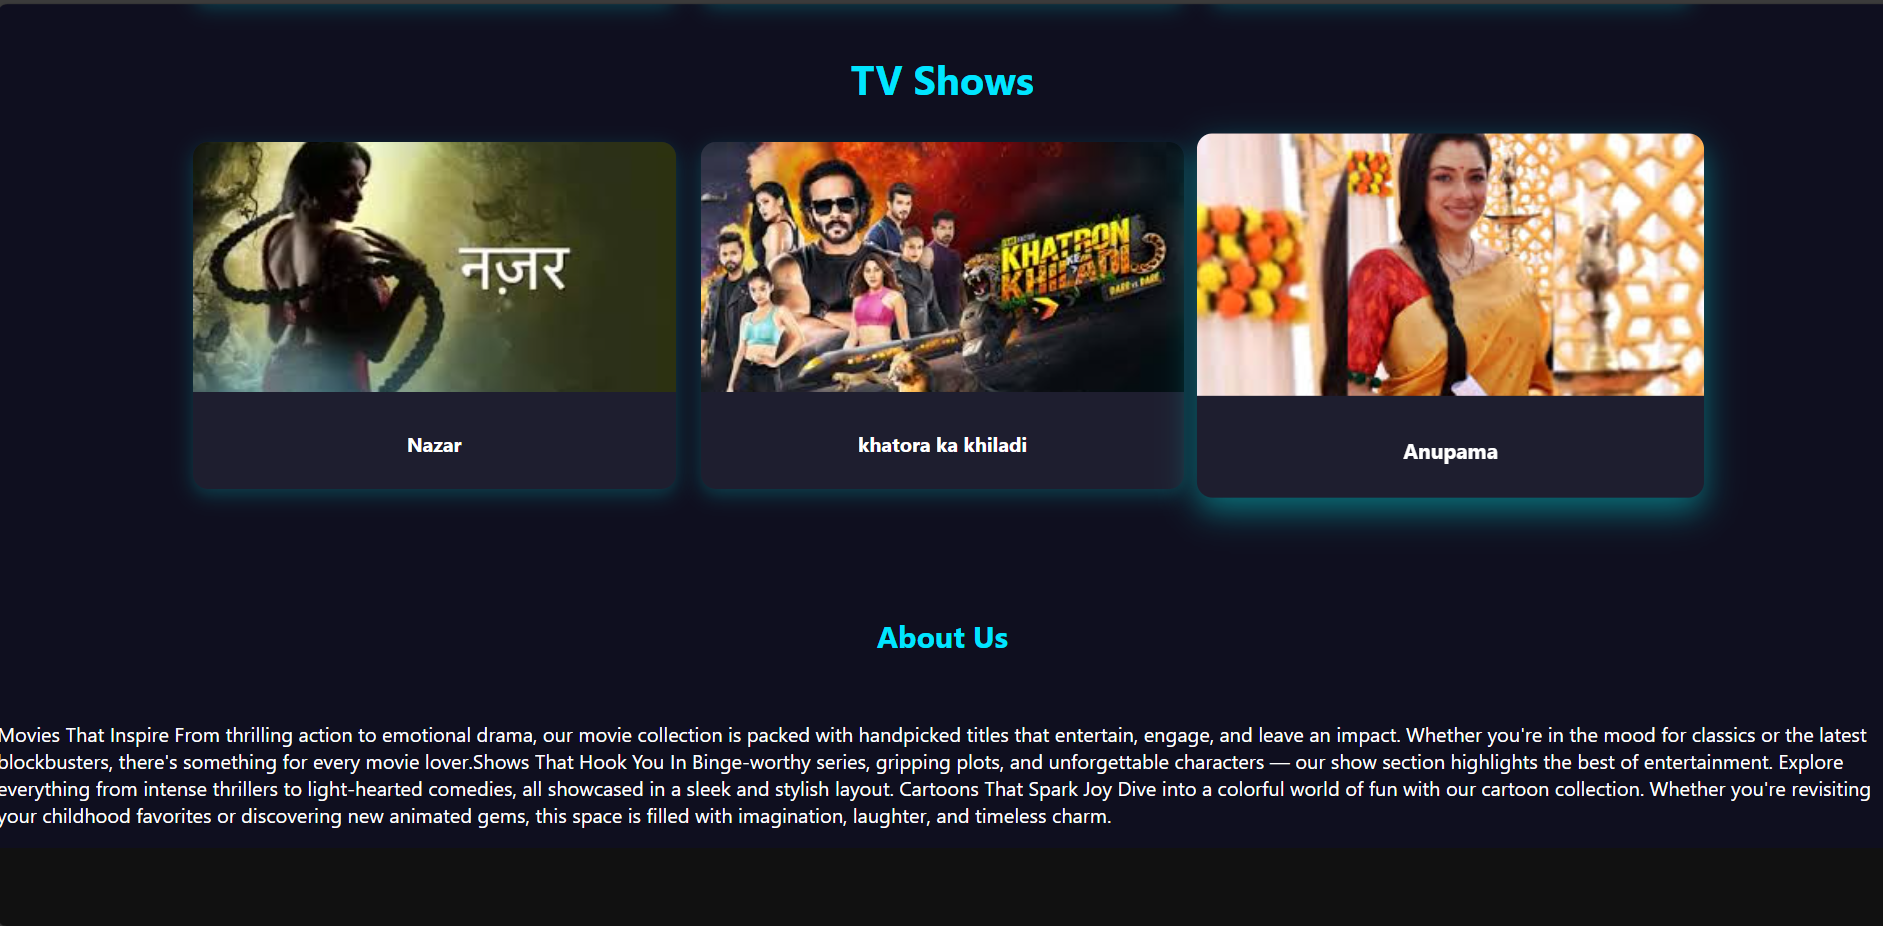 TV Shows
नज़र
KHATRON
KE
KHILADI
DARR vs DARE
Nazar
khatora ka khiladi
Anupama
About Us
Movies That Inspire From thrilling action to emotional drama, our movie collection is packed with handpicked titles that entertain, engage, and leave an impact. Whether you're in the mood for classics or the latest
blockbusters, there's something for every movie lover.Shows That Hook You In Binge-worthy series, gripping plots, and unforgettable characters — our show section highlights the best of entertainment. Explore
everything from intense thrillers to light-hearted comedies, all showcased in a sleek and stylish layout. Cartoons That Spark Joy Dive into a colorful world of fun with our cartoon collection. Whether you're revisiting
your childhood favorites or discovering new animated gems, this space is filled with imagination, laughter, and timeless charm.